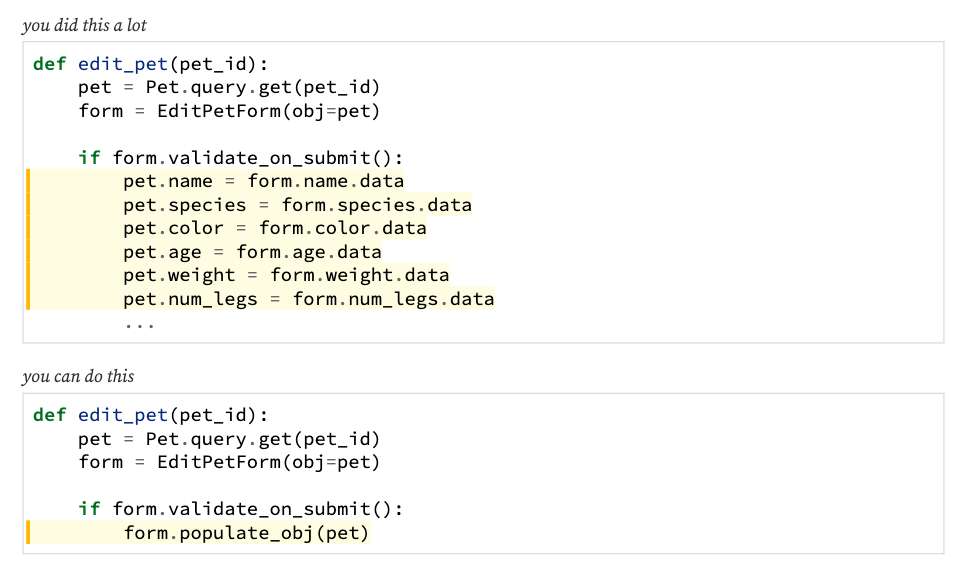 you did this a lot
def edit_pet(pet_id):
    pet = Pet.query.get(pet_id)
    form = EditPetForm(obj=pet)

    if form.validate_on_submit():
        pet.name = form.name.data
        pet.species = form.species.data
        pet.color = form.color.data
        pet.age = form.age.data
        pet.weight = form.weight.data
        pet.num_legs = form.num_legs.data
        ...
you can do this
def edit_pet(pet_id):
    pet = Pet.query.get(pet_id)
    form = EditPetForm(obj=pet)

    if form.validate_on_submit():
        form.populate_obj(pet)